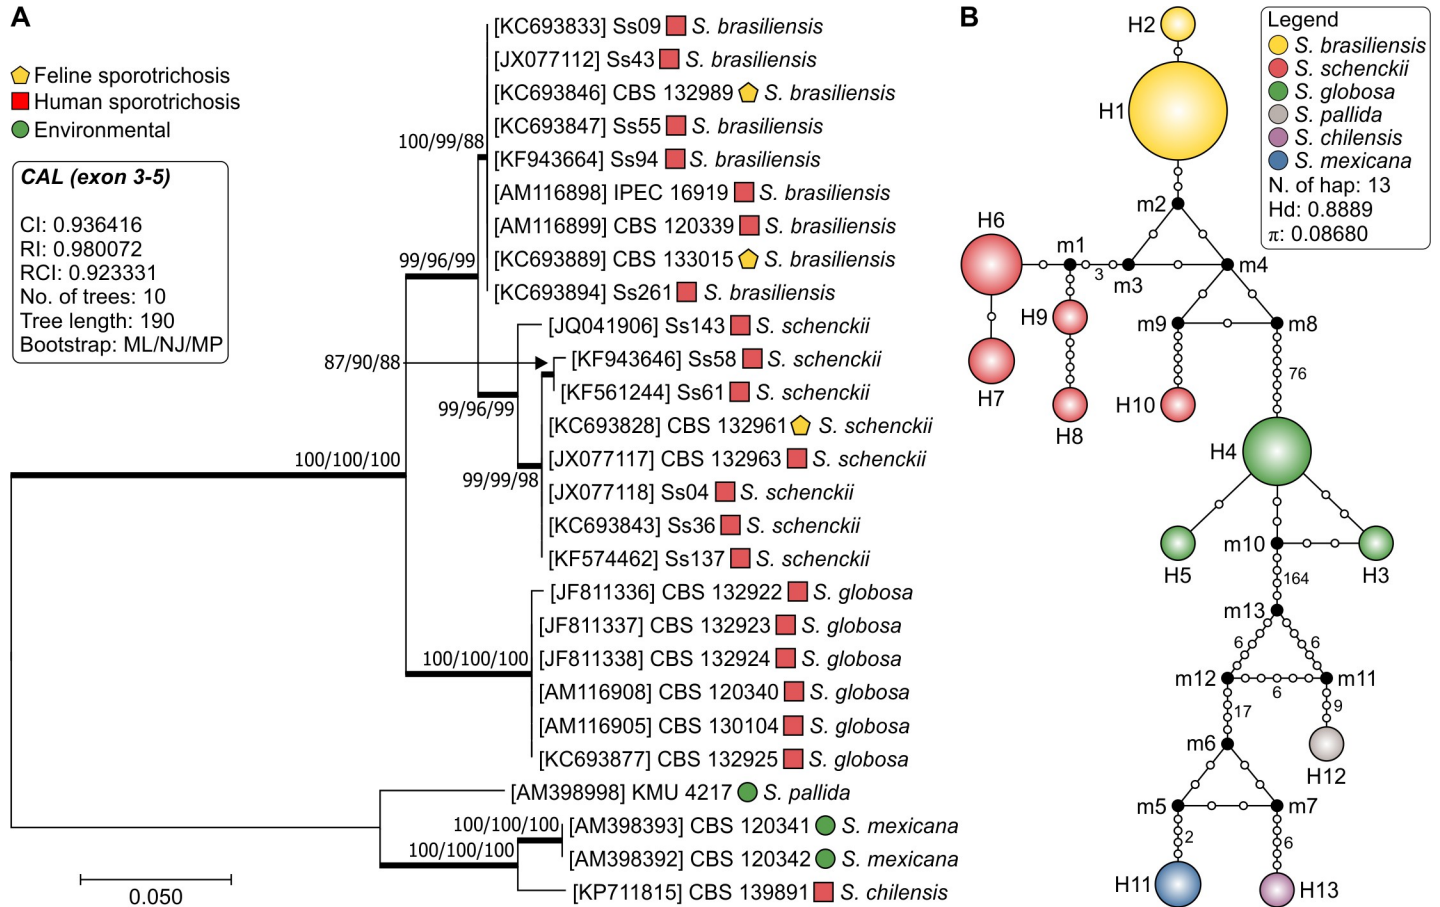 A
Feline sporotrichosis
Human sporotrichosis
Environmental
CAL (exon 3-5)
CI: 0.936416
RI: 0.980072
RCI: 0.923331
No. of trees: 10
Tree length: 190
Bootstrap: ML/NJ/MP
[KC693833] Ss09 S. brasiliensis
[JX077112] Ss43 S. brasiliensis
[KC693846] CBS 132989 S. brasiliensis
[KC693847] Ss55 S. brasiliensis
100/99/88
[KF943664] Ss94 S. brasiliensis
[AM116898] IPEC 16919 S. brasiliensis
[AM116899] CBS 120339 S. brasiliensis
99/96/99
[KC693889] CBS 133015 S. brasiliensis
[KC693894] Ss261 S. brasiliensis
[JQ041906] Ss143 S. schenckii
87/90/88
[KF943646] Ss58 S. schenckii
[KF561244] Ss61 S. schenckii
99/96/99
[KC693828] CBS 132961 S. schenckii
[JX077117] CBS 132963 S. schenckii
100/100/100
99/99/98
[JX077118] Ss04 S. schenckii
[KC693843] Ss36 S. schenckii
[KF574462] Ss137 S. schenckii
[JF811336] CBS 132922 S. globosa
[JF811337] CBS 132923 S. globosa
100/100/100
[JF811338] CBS 132924 S. globosa
[AM116908] CBS 120340 S. globosa
[AM116905] CBS 130104 S. globosa
[KC693877] CBS 132925 S. globosa
[AM398998] KMU 4217 S. pallida
100/100/100
[AM398393] CBS 120341 S. mexicana
100/100/100
[AM398392] CBS 120342 S. mexicana
[KP711815] CBS 139891 S. chilensis
0.050
B
Legend
S. brasiliensis
S. schenckii
S. globosa
S. pallida
S. chilensis
S. mexicana
N. of hap: 13
Hd: 0.8889
π: 0.08680
H2
H1
m2
H6
m1
3
m3
m4
H9
m9
m8
H7
H8
H10
76
H4
H5
m10
H3
164
m13
6
6
m12
6
m11
17
9
m6
H12
m5
m7
2
6
H11
H13